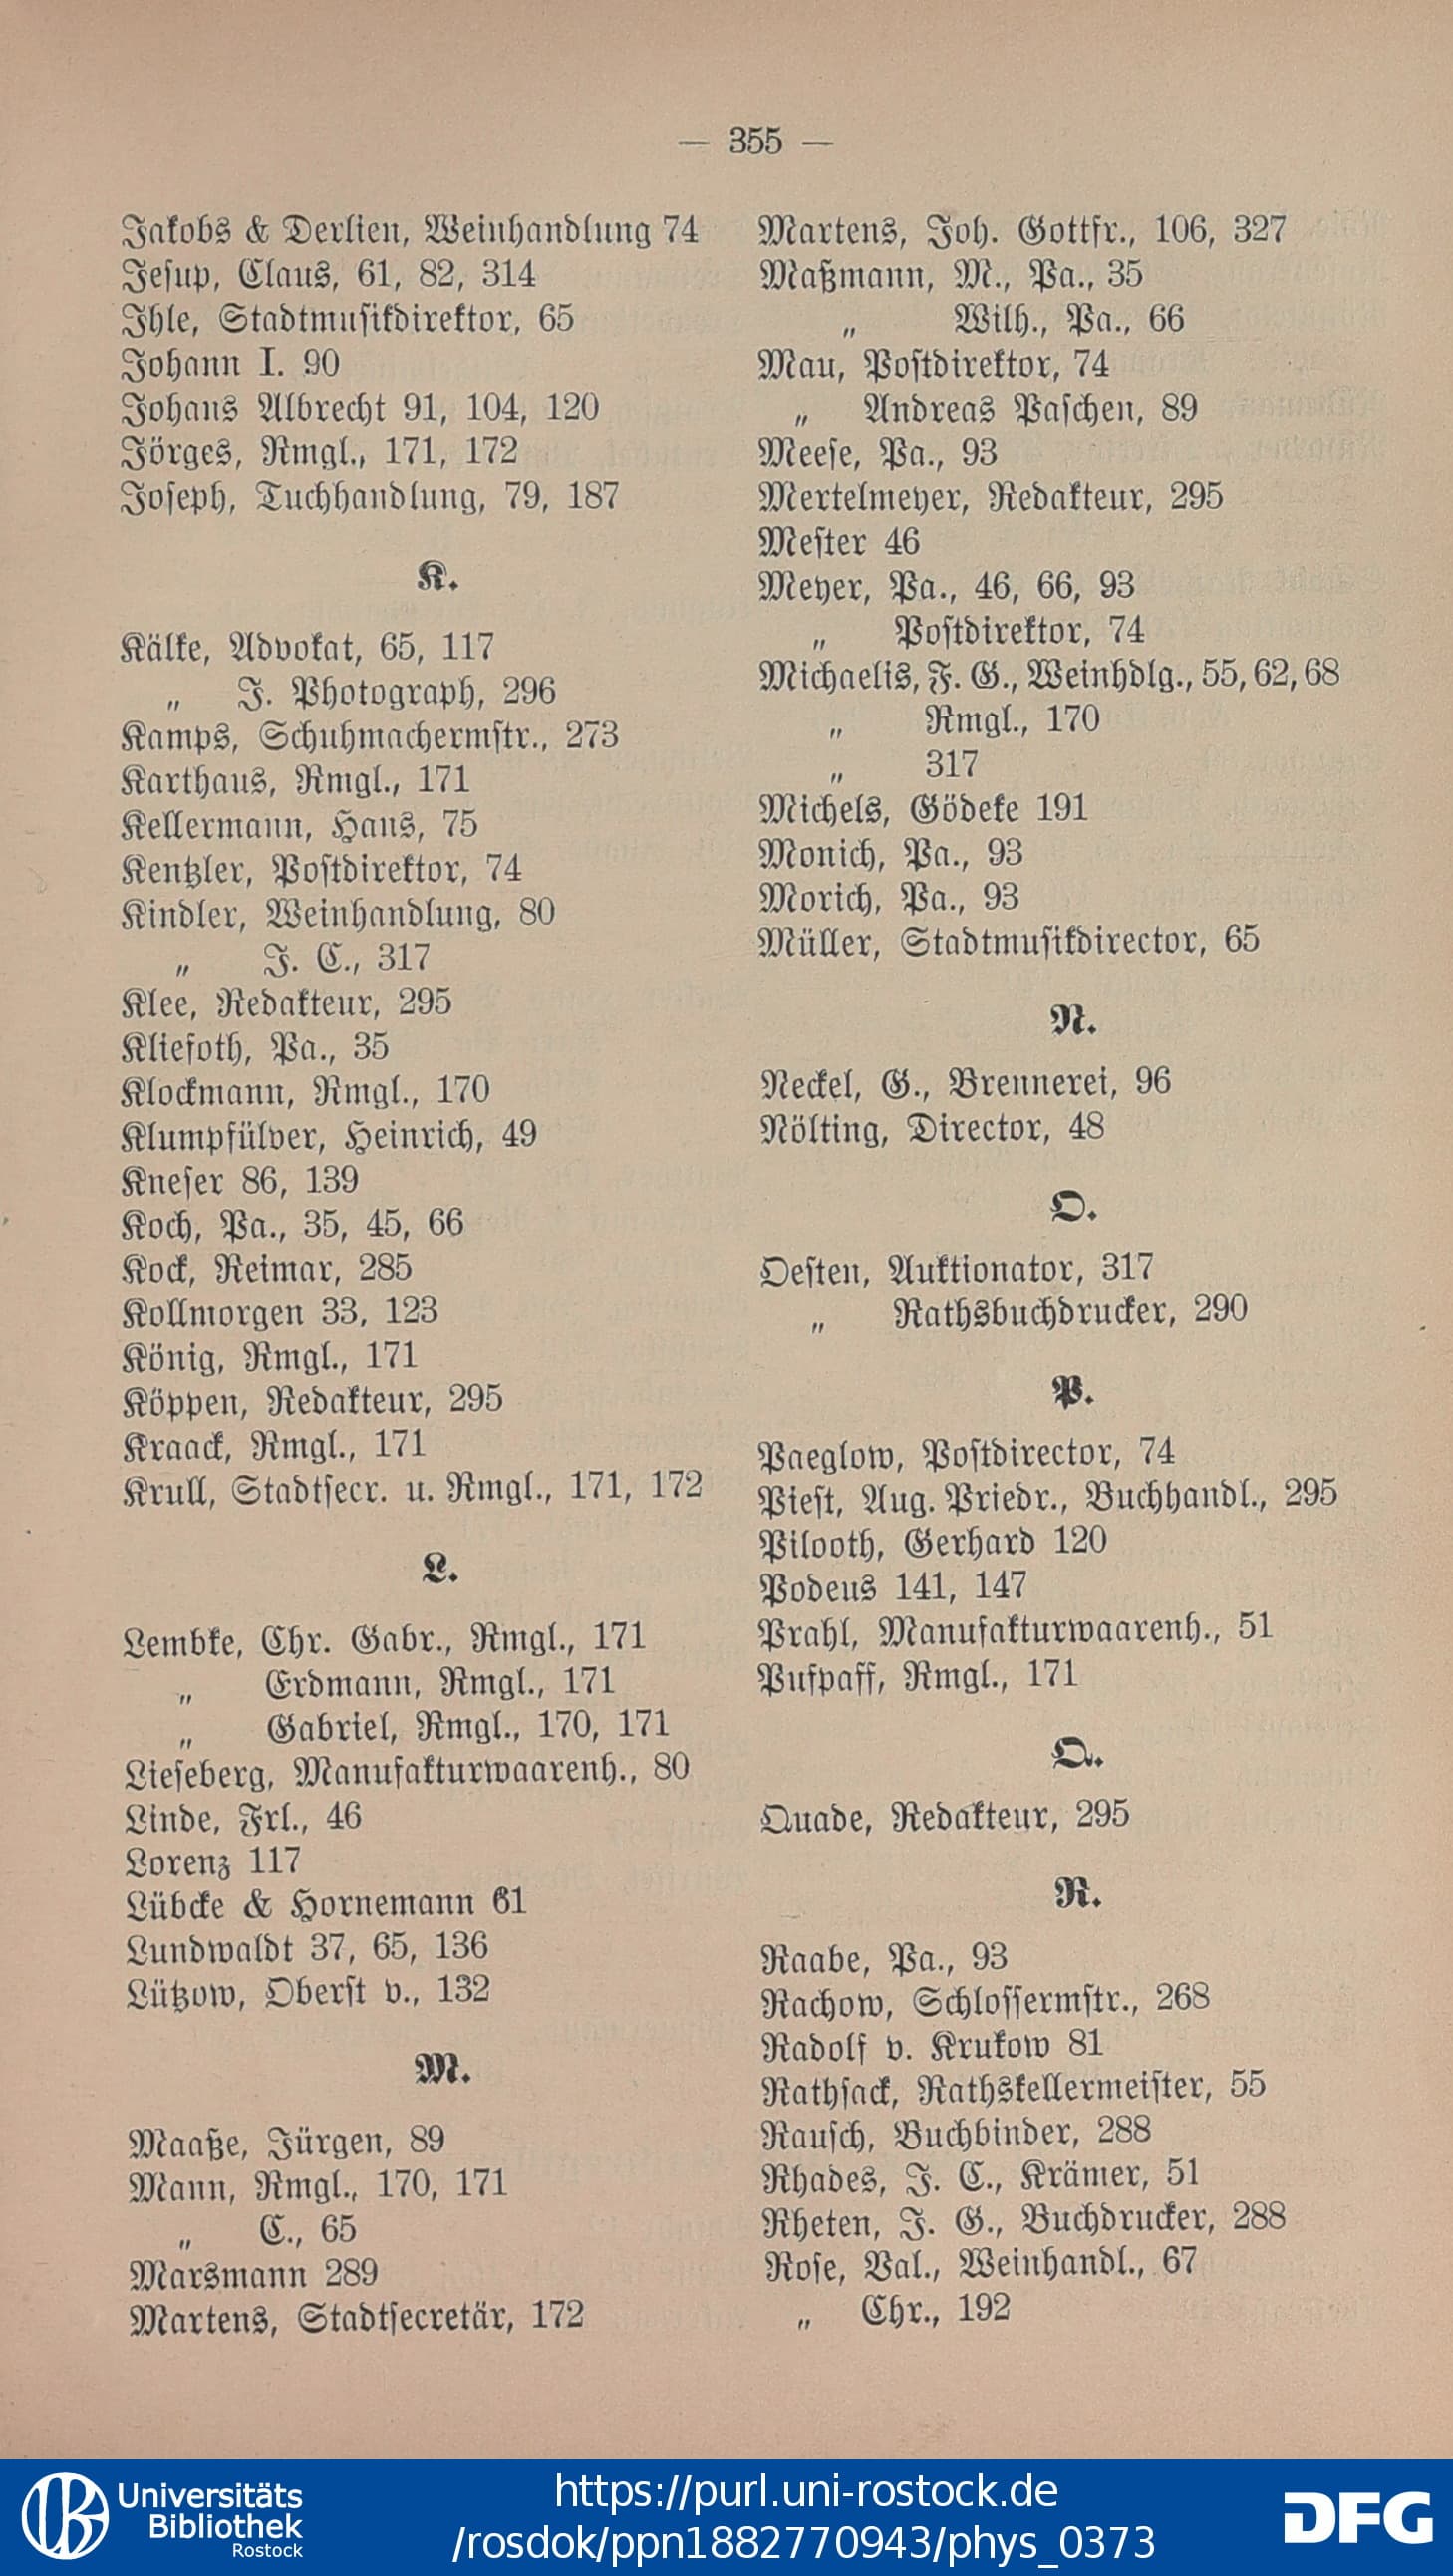 — 355 —
Jakobs & Derlien, Weinhandlung 74
Jesup, Claus, 61, 82, 314
Ihle, Stadtmusikdirektor, 65
Johann I. 90
Johans Albrecht 91, 104, 120
Jörges, Rmgl., 171, 172
Joseph, Tuchhandlung, 79, 187
K.
Kälke, Advokat, 65, 117
„ J. Photograph, 296
Kamps, Schuhmachermstr., 273
Karthaus, Rmgl., 171
Kellermann, Hans, 75
Kentzler, Postdirektor, 74
Kindler, Weinhandlung, 80
„ J. C., 317
Klee, Redakteur, 295
Kliefoth, Pa., 35
Klockmann, Rmgl., 170
Klumpfülver, Heinrich, 49
Kneser 86, 139
Koch, Pa., 35, 45, 66
Kock, Reimar, 285
Kollmorgen 33, 123
König, Rmgl., 171
Köppen, Redakteur, 295
Kraack, Rmgl., 171
Krull, Stadtsecr. u. Rmgl., 171, 172
L.
Lembke, Chr. Gabr., Rmgl., 171
„ Erdmann, Rmgl., 171
„ Gabriel, Rmgl., 170, 171
Lieseberg, Manufakturwaarenh., 80
Linde, Frl., 46
Lorenz 117
Lübcke & Hornemann 61
Lundwaldt 37, 65, 136
Lützow, Oberst v., 132
M.
Maaße, Jürgen, 89
Mann, Rmgl., 170, 171
„ C., 65
Marsmann 289
Martens, Stadtsecretär, 172
Martens, Joh. Gottfr., 106, 327
Maßmann, M., Pa., 35
„ Wilh., Pa., 66
Mau, Postdirektor, 74
„ Andreas Paschen, 89
Meese, Pa., 93
Mertelmeyer, Redakteur, 295
Mester 46
Meyer, Pa., 46, 66, 93
„ Postdirektor, 74
Michaelis, F. G., Weinhdlg., 55, 62, 68
„ Rmgl., 170
„ 317
Michels, Gödeke 191
Monich, Pa., 93
Morich, Pa., 93
Müller, Stadtmusikdirector, 65
N.
Neckel, G., Brennerei, 96
Nölting, Director, 48
O.
Oesten, Auktionator, 317
„ Rathsbuchdrucker, 290
P.
Paeglow, Postdirector, 74
Piest, Aug. Priedr., Buchhandl., 295
Pilooth, Gerhard 120
Podeus 141, 147
Prahl, Manufakturwaarenh., 51
Pufpaff, Rmgl., 171
Q.
Quade, Redakteur, 295
R.
Raabe, Pa., 93
Rachow, Schlossermstr., 268
Radolf v. Krukow 81
Rathsack, Rathskellermeister, 55
Rausch, Buchbinder, 288
Rhades, J. C., Krämer, 51
Rheten, J. G., Buchdrucker, 288
Rose, Val., Weinhandl., 67
„ Chr., 192
Universitäts
Bibliothek
Rostock
https://purl.uni-rostock.de
/rosdok/ppn1882770943/phys_0373
DFG